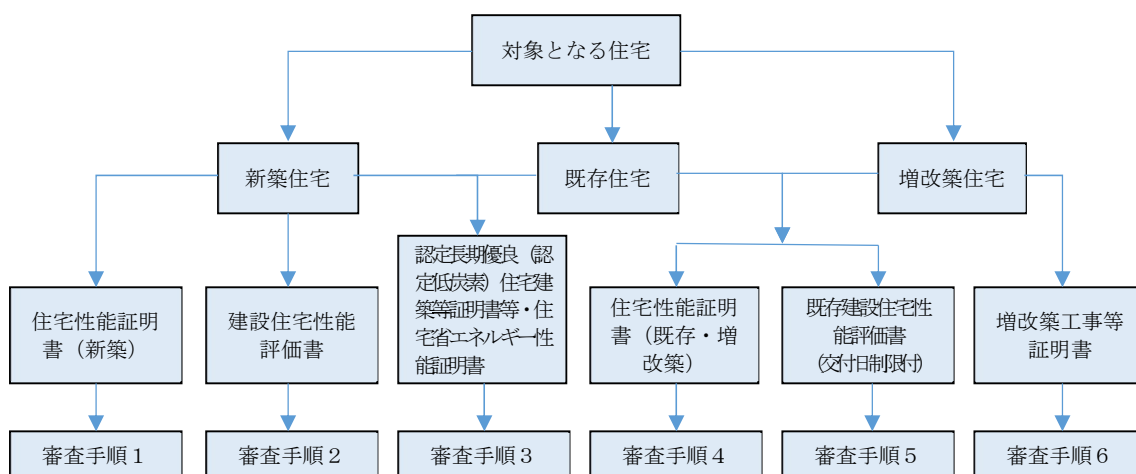 対象となる住宅
新築住宅
既存住宅
増改築住宅
住宅性能証明
書（新築）
建設住宅性能
評価書
認定長期優良（認
定低炭素）住宅建
築等証明書等・住
宅省エネルギー性
能証明書
住宅性能証明
書（既存・増
改築）
既存建設住宅性
能評価書
（交付日制限付）
増改築工事等
証明書
審査手順１
審査手順２
審査手順３
審査手順４
審査手順５
審査手順６